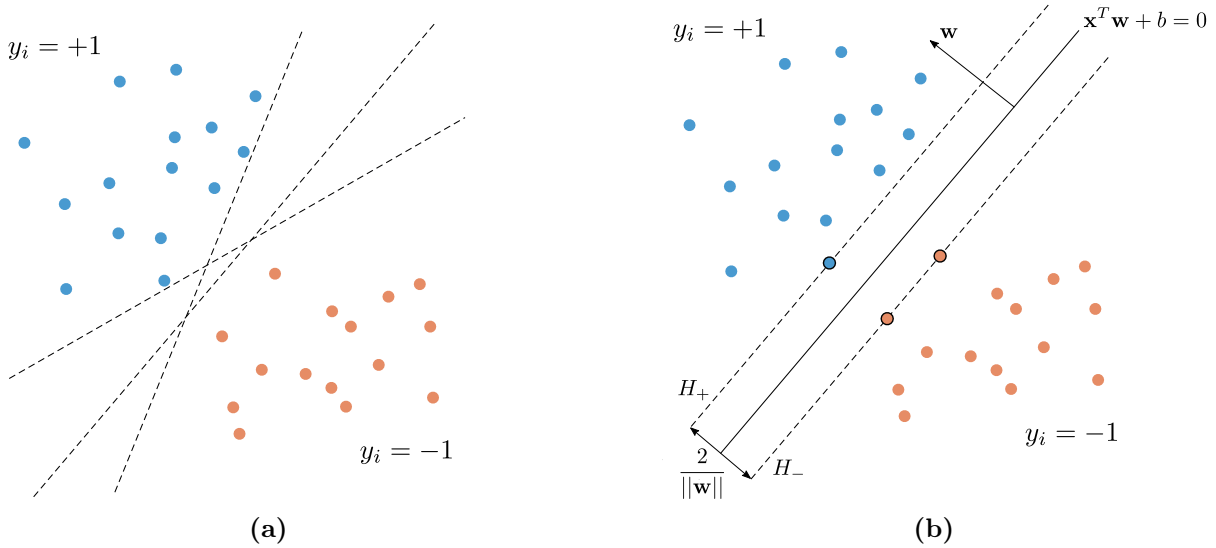 y_i = +1
y_i = −1
(a)
y_i = +1
w
x^T w + b = 0
H_+
2
||w||
H_−
y_i = −1
(b)